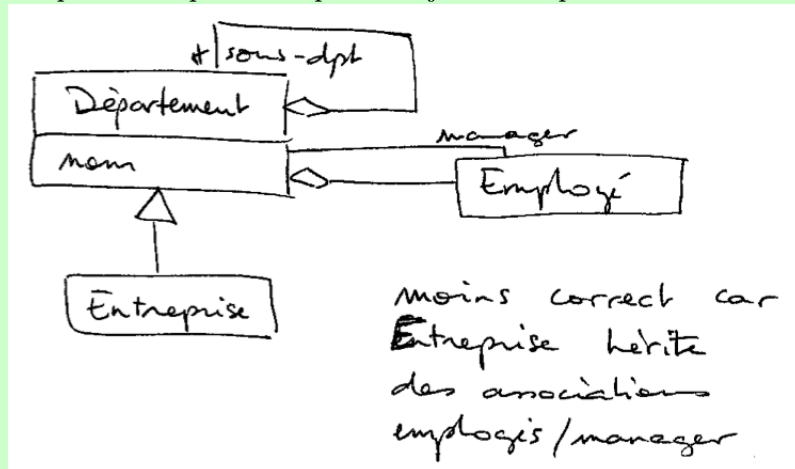 * sous-dpt
Département
nom
manager
Employé
Entreprise
moins correct car
Entreprise hérite
des associations
employés/manager